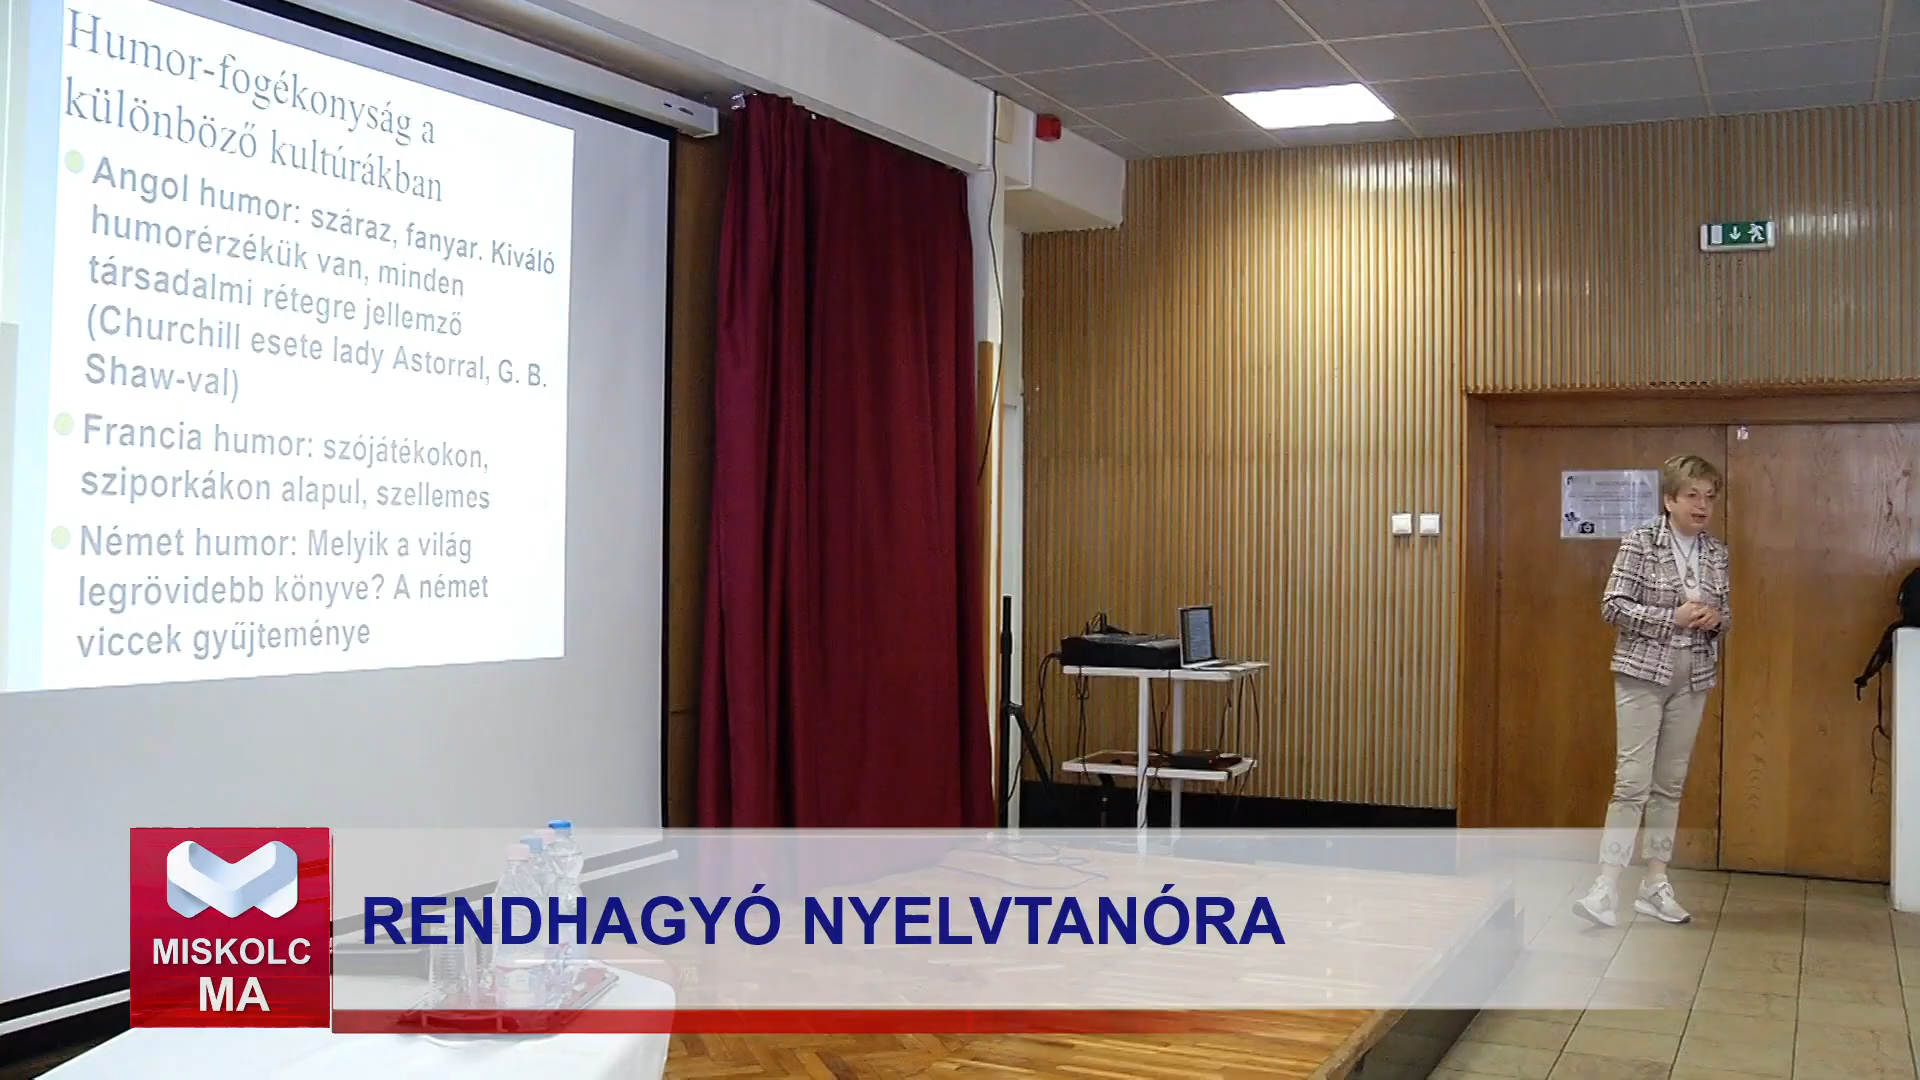 Humor-fogékonyság a
különböző kultúrákban
Angol humor: száraz, fanyar. Kiváló
humorérzékük van, minden
társadalmi rétegre jellemző
(Churchill esete lady Astorral, G. B.
Shaw-val)
Francia humor: szójátékokon,
sziporkákon alapul, szellemes
Német humor: Melyik a világ
legrövidebb könyve? A német
viccek gyűjteménye
MISKOLC
MA
RENDHAGYÓ NYELVTANÓRA